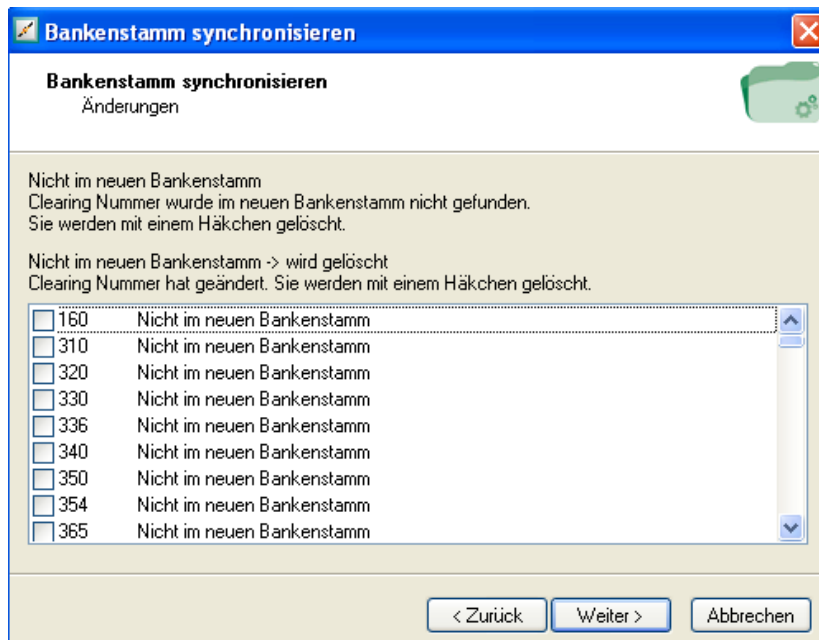 Bankenstamm synchronisieren
Bankenstamm synchronisieren
Änderungen
Nicht im neuen Bankenstamm
Clearing Nummer wurde im neuen Bankenstamm nicht gefunden.
Sie werden mit einem Häkchen gelöscht.
Nicht im neuen Bankenstamm -> wird gelöscht
Clearing Nummer hat geändert. Sie werden mit einem Häkchen gelöscht.
160 Nicht im neuen Bankenstamm
310 Nicht im neuen Bankenstamm
320 Nicht im neuen Bankenstamm
330 Nicht im neuen Bankenstamm
336 Nicht im neuen Bankenstamm
340 Nicht im neuen Bankenstamm
350 Nicht im neuen Bankenstamm
354 Nicht im neuen Bankenstamm
365 Nicht im neuen Bankenstamm
< Zurück Weiter > Abbrechen